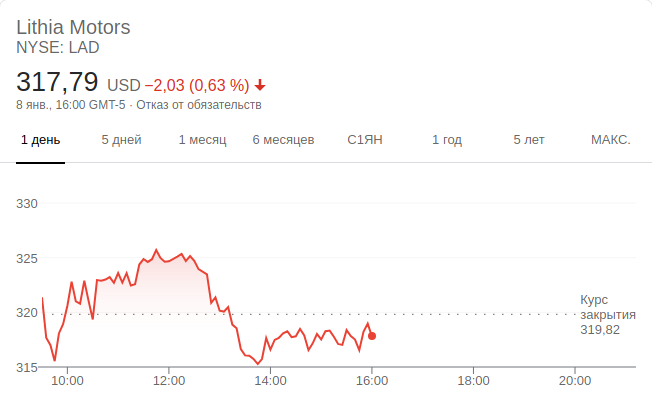 Lithia Motors
NYSE: LAD
317,79 USD −2,03 (0,63 %)
8 янв., 16:00 GMT-5 · Отказ от обязательств
1 день 5 дней 1 месяц 6 месяцев С1ЯН 1 год 5 лет МАКС.
330
325
320
315
Курс
закрытия
319,82
10:00 12:00 14:00 16:00 18:00 20:00